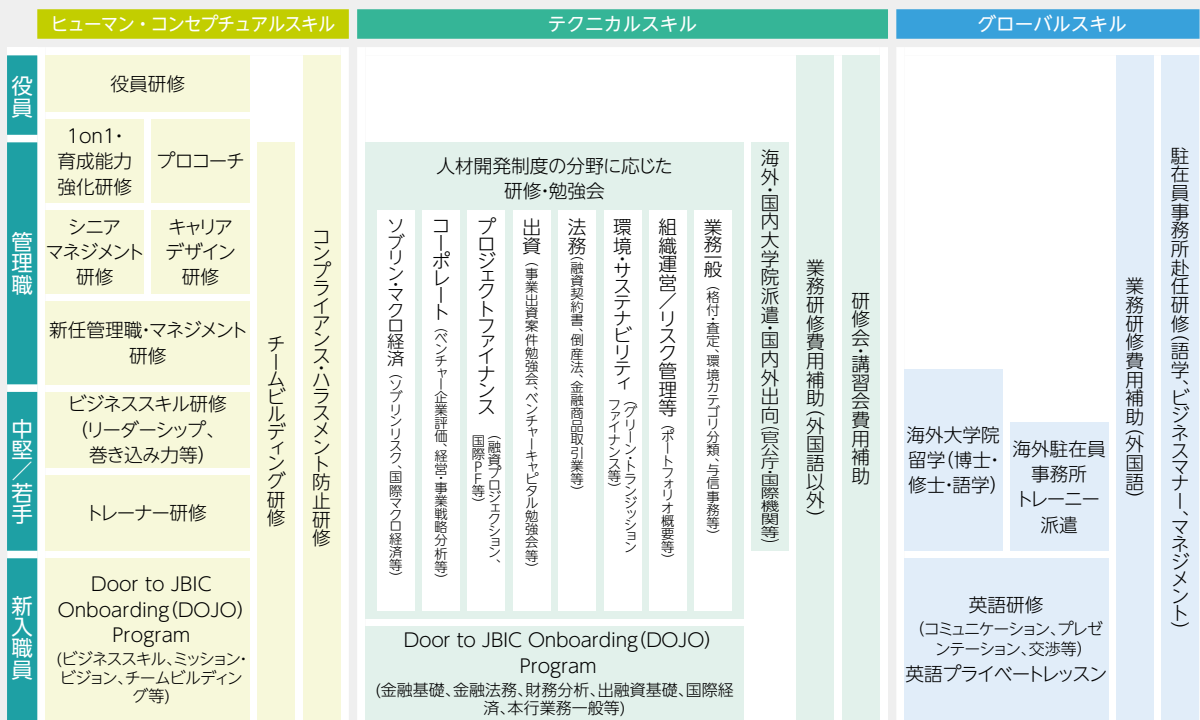 ヒューマン・コンセプチュアルスキル
テクニカルスキル
グローバルスキル
役員
管理職
中堅／若手
新入職員
役員研修
1on1・
育成能力
強化研修
プロコーチ
シニア
マネジメント
研修
キャリア
デザイン
研修
新任管理職・マネジメント
研修
ビジネススキル研修
(リーダーシップ、
巻き込み力等)
トレーナー研修
Door to JBIC
Onboarding(DOJO)
Program
(ビジネススキル、ミッション・
ビジョン、チームビルディン
グ等)
チームビルディング研修
コンプライアンス・ハラスメント防止研修
人材開発制度の分野に応じた
研修・勉強会
ソブリン・マクロ経済(ソブリンリスク、国際マクロ経済等)
コーポレート(ベンチャー企業評価、経営・事業戦略分析等)
プロジェクトファイナンス
(融資プロジェクション、
国際PF等)
出資(事業出資案件勉強会、ベンチャーキャピタル勉強会等)
法務(融資契約書、倒産法、金融商品取引業等)
環境・サステナビリティ
(グリーン・トランジッション
ファイナンス等)
組織運営／リスク管理等(ポートフォリオ概要等)
業務一般(格付・査定、環境カテゴリ分類、与信事務等)
Door to JBIC Onboarding(DOJO)
Program
(金融基礎、金融法務、財務分析、出融資基礎、国際経
済、本行業務一般等)
海外・国内大学院派遣・国内外出向(官公庁・国際機関等)
業務研修費用補助(外国語以外)
研修会・講習会費用補助
海外大学院
留学(博士・
修士・語学)
海外駐在員
事務所
トレーニー
派遣
英語研修
(コミュニケーション、プレゼ
ンテーション、交渉等)
英語プライベートレッスン
業務研修費用補助(外国語)
駐在員事務所赴任研修(語学、ビジネスマナー、マネジメント)